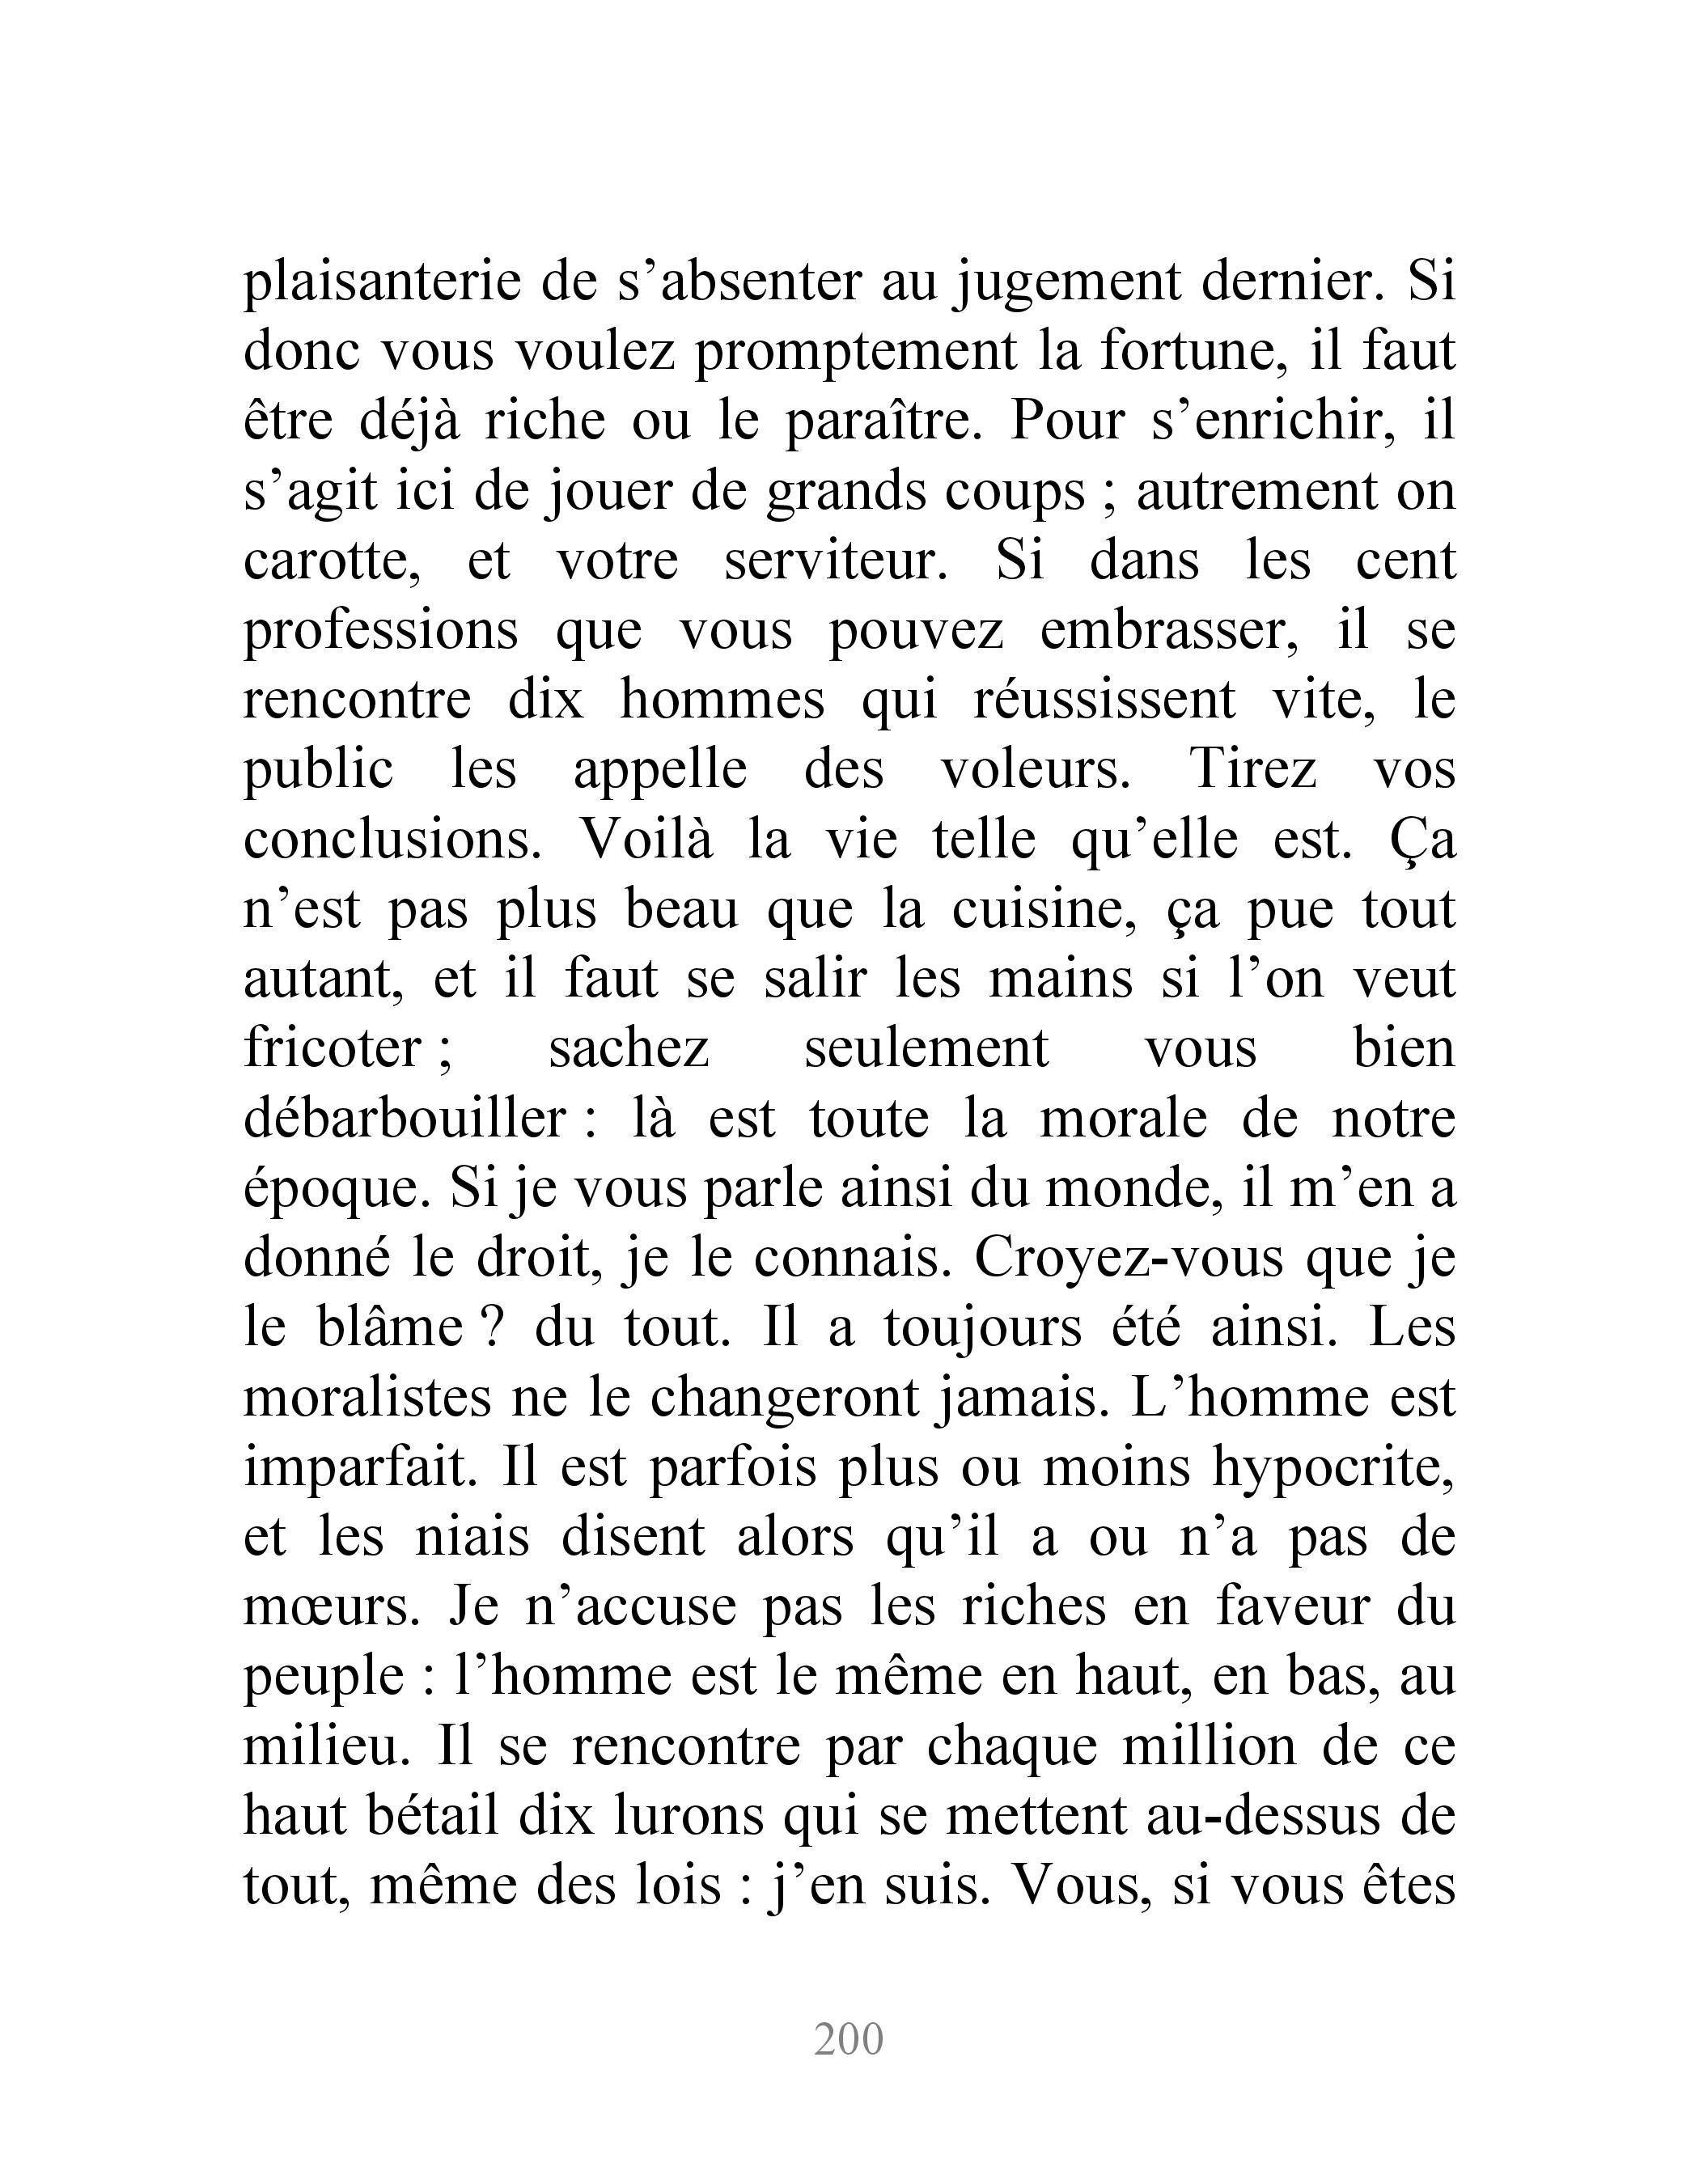 plaisanterie de s’absenter au jugement dernier. Si
donc vous voulez promptement la fortune, il faut
être déjà riche ou le paraître. Pour s’enrichir, il
s’agit ici de jouer de grands coups ; autrement on
carotte, et votre serviteur. Si dans les cent
professions que vous pouvez embrasser, il se
rencontre dix hommes qui réussissent vite, le
public les appelle des voleurs. Tirez vos
conclusions. Voilà la vie telle qu’elle est. Ça
n’est pas plus beau que la cuisine, ça pue tout
autant, et il faut se salir les mains si l’on veut
fricoter ; sachez seulement vous bien
débarbouiller : là est toute la morale de notre
époque. Si je vous parle ainsi du monde, il m’en a
donné le droit, je le connais. Croyez-vous que je
le blâme ? du tout. Il a toujours été ainsi. Les
moralistes ne le changeront jamais. L’homme est
imparfait. Il est parfois plus ou moins hypocrite,
et les niais disent alors qu’il a ou n’a pas de
mœurs. Je n’accuse pas les riches en faveur du
peuple : l’homme est le même en haut, en bas, au
milieu. Il se rencontre par chaque million de ce
haut bétail dix lurons qui se mettent au-dessus de
tout, même des lois : j’en suis. Vous, si vous êtes
200